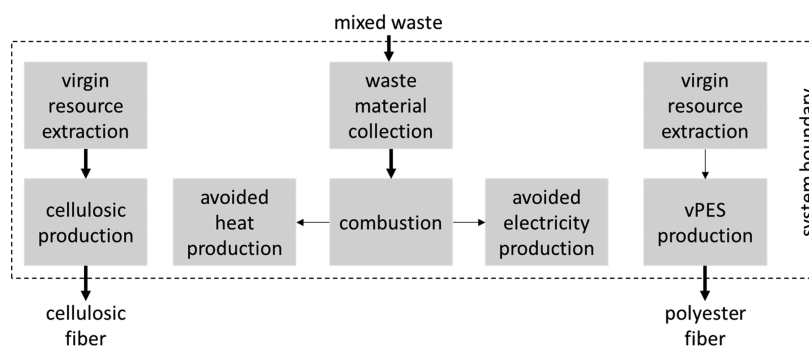 mixed waste
virgin
resource
extraction
waste
material
collection
virgin
resource
extraction
cellulosic
production
avoided
heat
production
combustion
avoided
electricity
production
vPES
production
system boundary
cellulosic
fiber
polyester
fiber